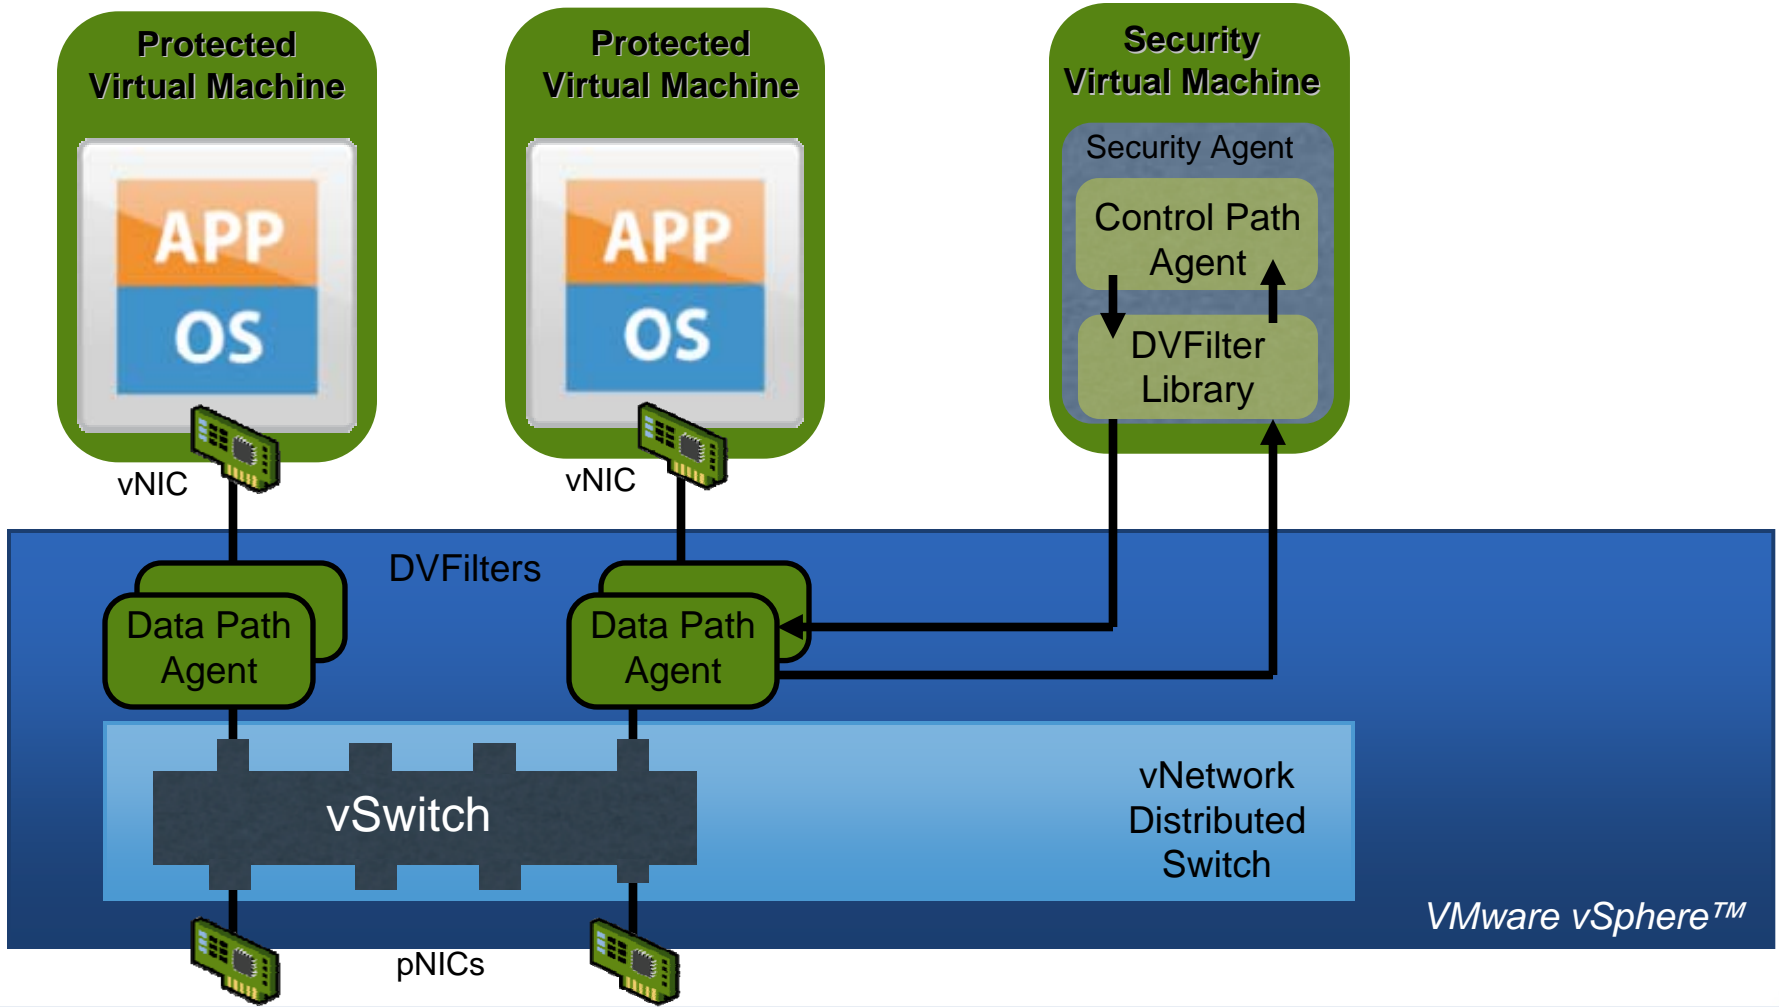 Protected
Virtual Machine
APP
OS
vNIC
Protected
Virtual Machine
APP
OS
vNIC
Security
Virtual Machine
Security Agent
Control Path
Agent
DVFilter
Library
DVFilters
Data Path
Agent
Data Path
Agent
vSwitch
vNetwork
Distributed
Switch
VMware vSphere™
pNICs